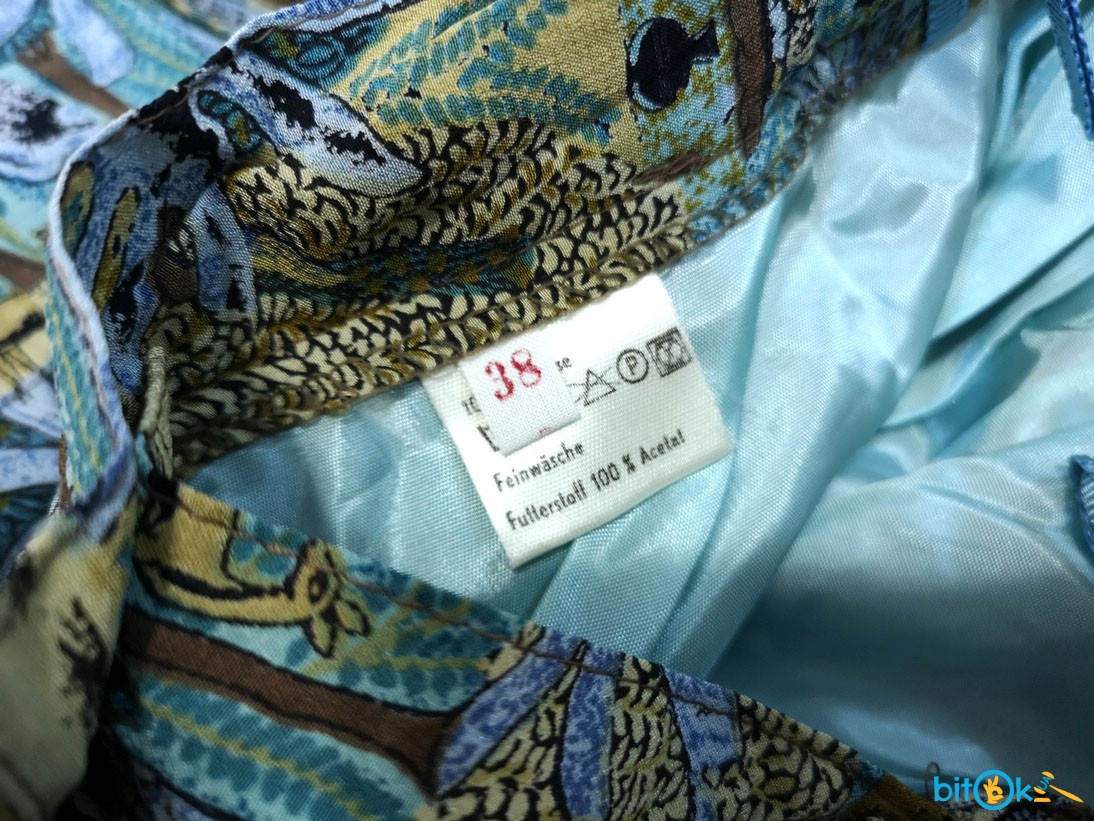 38
P
Feinwäsche
Futterstoff 100 % Acetat
bitOk